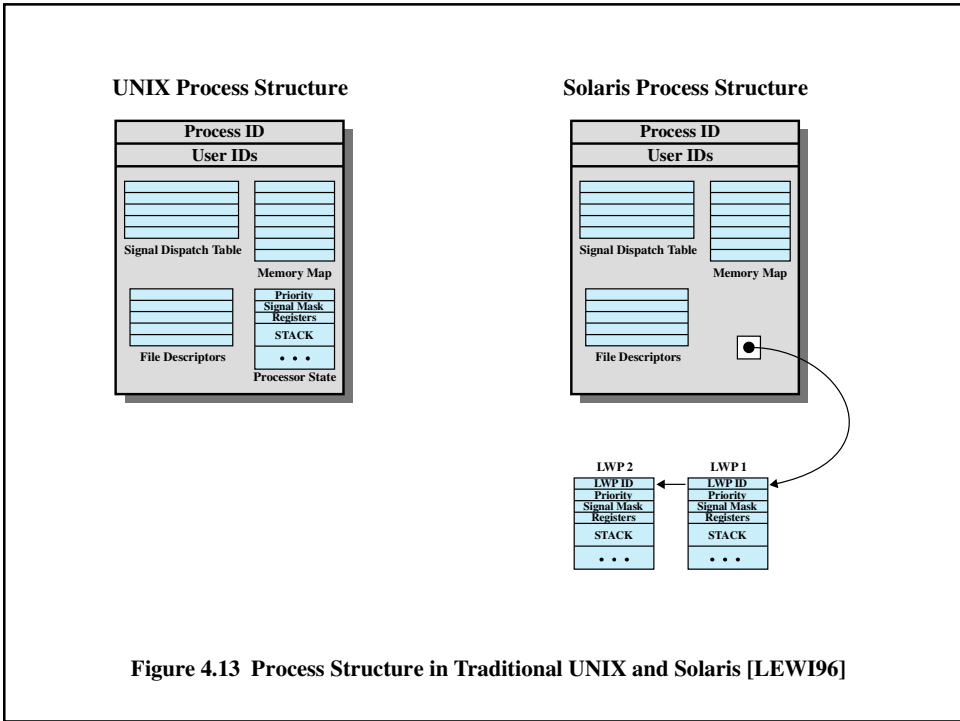 UNIX Process Structure
Process ID
User IDs
Signal Dispatch Table
Memory Map
Priority
Signal Mask
Registers
STACK
• • •
File Descriptors
Processor State
Solaris Process Structure
Process ID
User IDs
Signal Dispatch Table
Memory Map
File Descriptors
LWP 2
LWP ID
Priority
Signal Mask
Registers
STACK
• • •
LWP 1
LWP ID
Priority
Signal Mask
Registers
STACK
• • •
Figure 4.13 Process Structure in Traditional UNIX and Solaris [LEWI96]